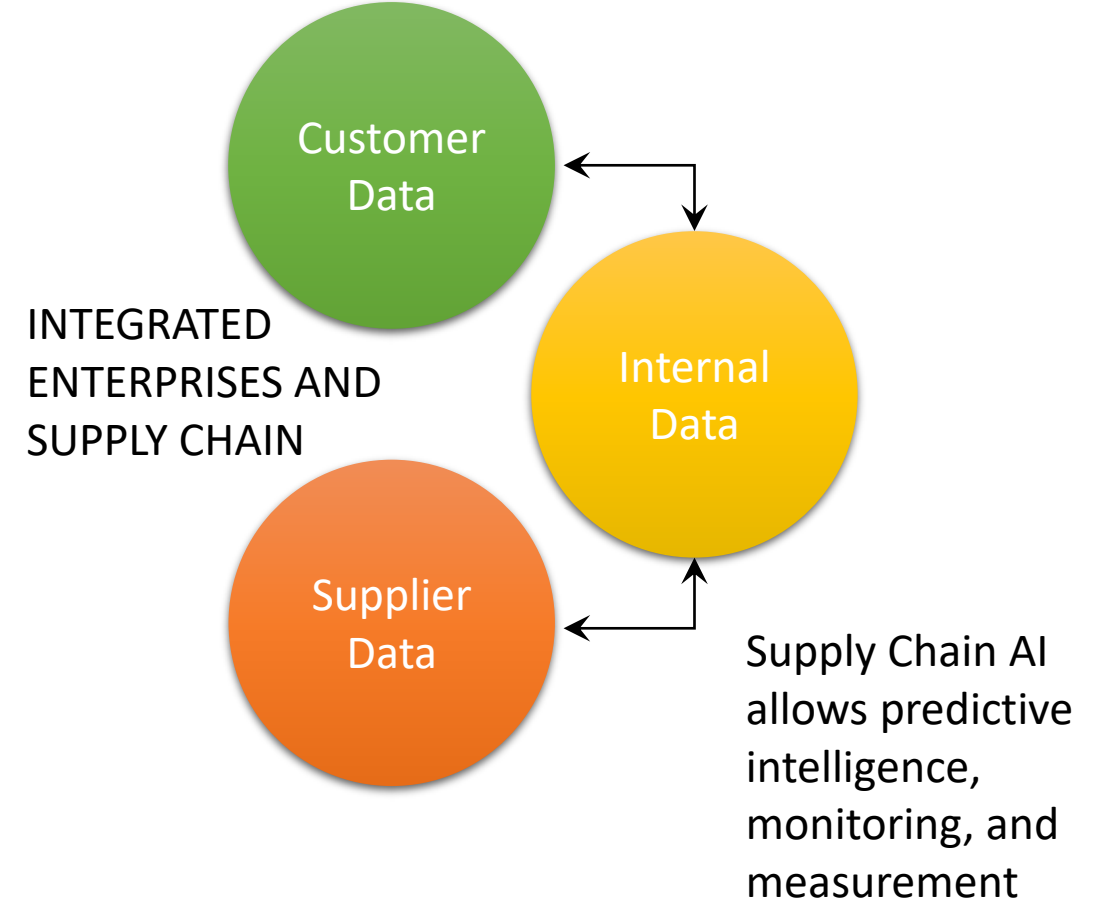 Customer
Data
INTEGRATED
ENTERPRISES AND
SUPPLY CHAIN
Internal
Data
Supplier
Data
Supply Chain AI
allows predictive
intelligence,
monitoring, and
measurement